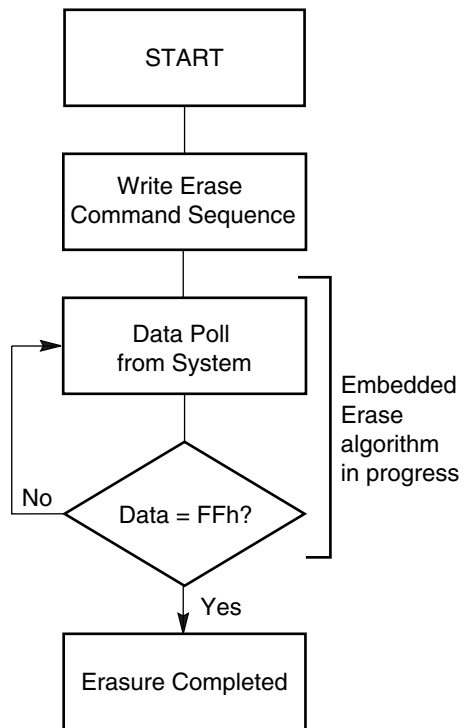 START
Write Erase
Command Sequence
Data Poll
from System
Embedded
Erase
algorithm
in progress
No
Data = FFh?
Yes
Erasure Completed